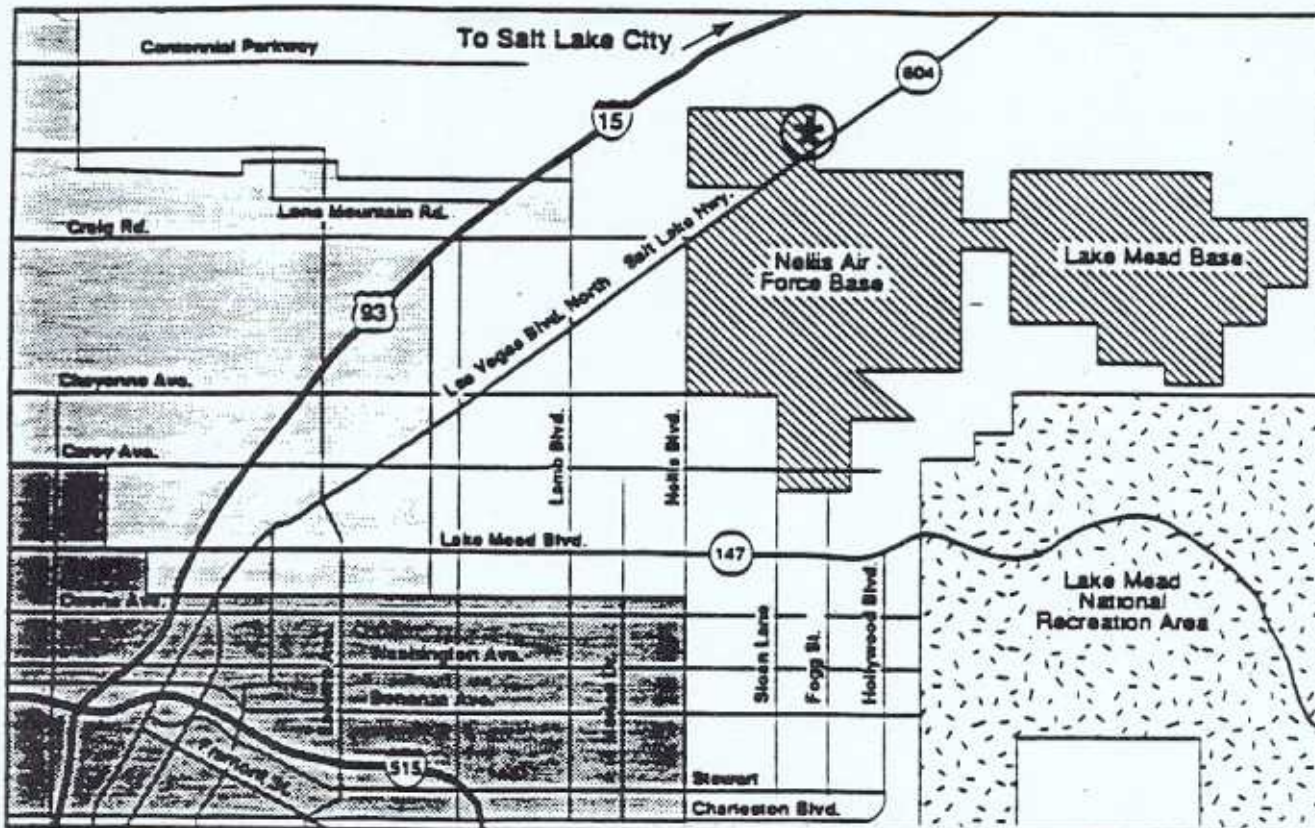 Centennial Parkway
To Salt Lake City
604
15
Lone Mountain Rd.
Craig Rd.
Salt Lake Hwy.
Las Vegas Blvd. North
Nellis Air
Force Base
Lake Mead Base
93
Cheyenne Ave.
Carey Ave.
Lamb Blvd.
Nellis Blvd.
Lake Mead Blvd.
147
Owens Ave.
Washington Ave.
Bonanza Ave.
Sloan Lane
Fogg St.
Hollywood Blvd.
Lake Mead
National
Recreation Area
Fremont St.
515
Stewart
Charleston Blvd.